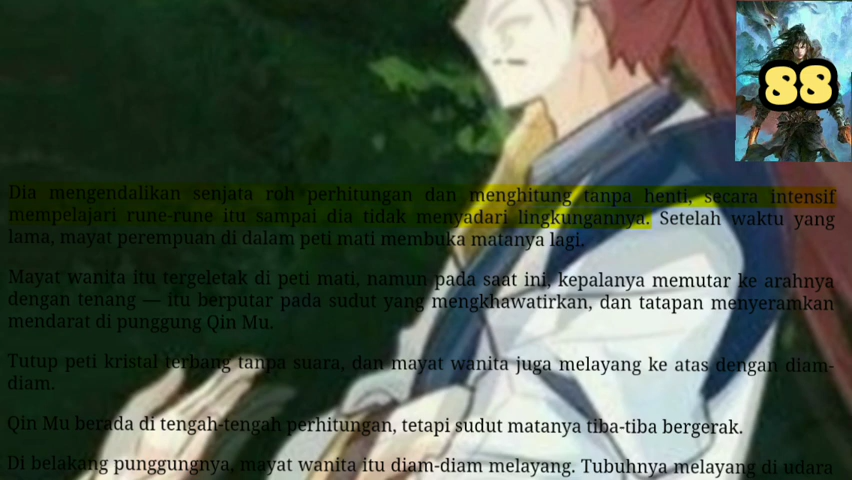 88
Dia mengendalikan senjata roh perhitungan dan menghitung tanpa henti, secara intensif
mempelajari rune-rune itu sampai dia tidak menyadari lingkungannya. Setelah waktu yang
lama, mayat perempuan di dalam peti mati membuka matanya lagi.
Mayat wanita itu tergeletak di peti mati, namun pada saat ini, kepalanya memutar ke arahnya
dengan tenang — itu berputar pada sudut yang mengkhawatirkan, dan tatapan menyeramkan
mendarat di punggung Qin Mu.
Tutup peti kristal terbang tanpa suara, dan mayat wanita juga melayang ke atas dengan diam-
diam.
Qin Mu berada di tengah-tengah perhitungan, tetapi sudut matanya tiba-tiba bergerak.
Di belakang punggungnya, mayat wanita itu diam-diam melayang. Tubuhnya melayang di udara